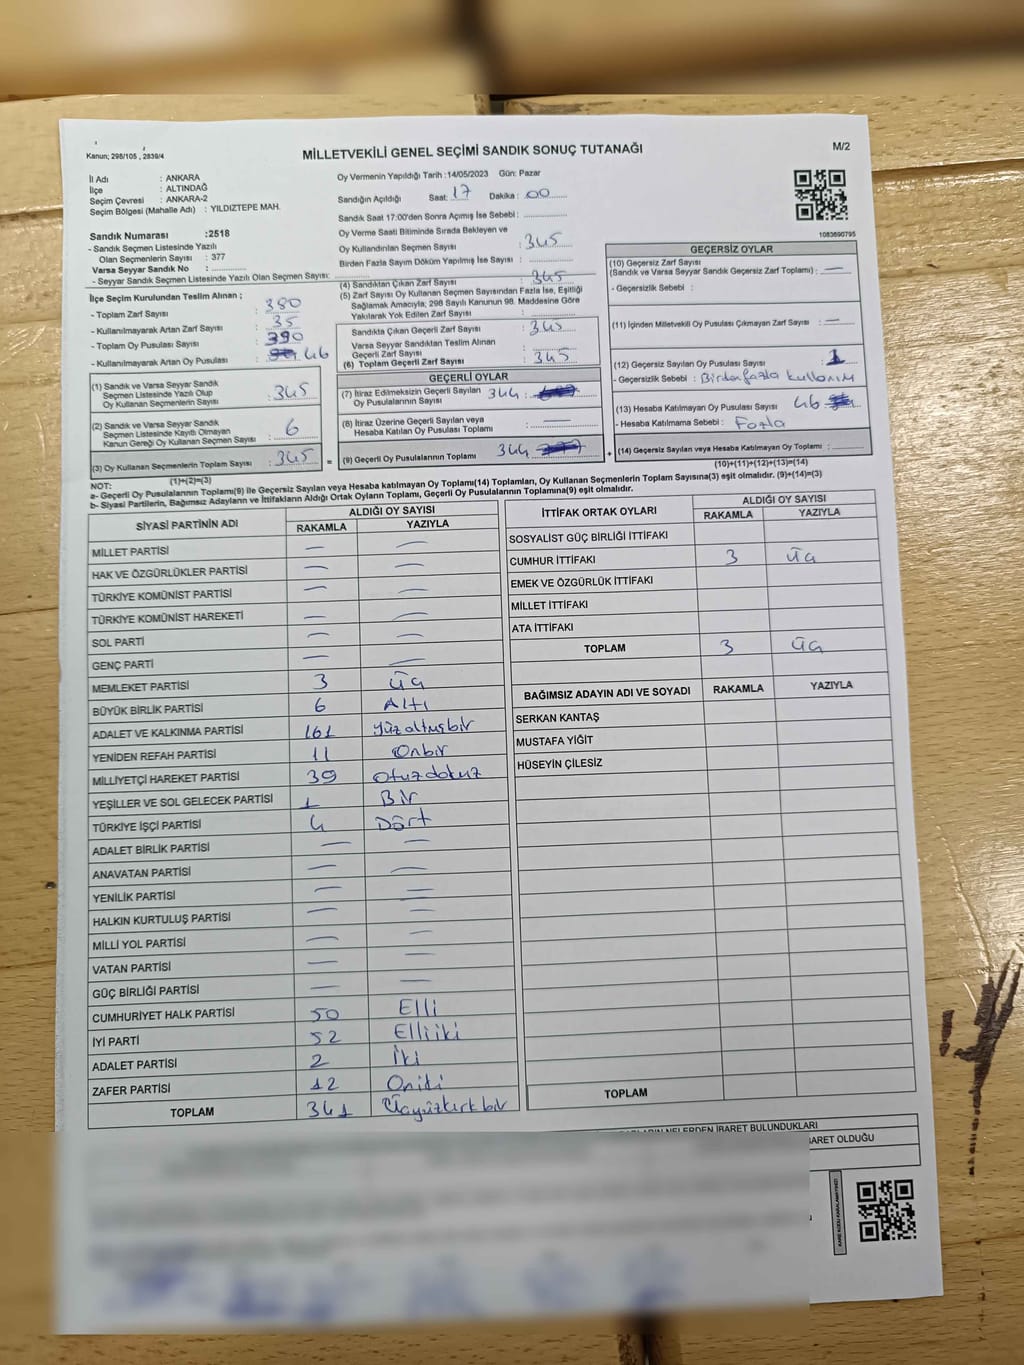 Kanun; 298/105 , 2839/4
MİLLETVEKİLİ GENEL SEÇİMİ SANDIK SONUÇ TUTANAĞI
M/2
İl Adı : ANKARA
İlçe : ALTINDAĞ
Seçim Çevresi : ANKARA-2
Seçim Bölgesi (Mahalle Adı) : YILDIZTEPE MAH.
Sandık Numarası :2518
- Sandık Seçmen Listesinde Yazılı
Olan Seçmenlerin Sayısı : 377
Varsa Seyyar Sandık No : ..............
- Seyyar Sandık Seçmen Listesinde Yazılı Olan Seçmen Sayısı: ..............
Oy Vermenin Yapıldığı Tarih :14/05/2023 Gün: Pazar
Sandığın Açıldığı Saat: 17 Dakika : 00
Sandık Saat 17:00'den Sonra Açımış İse Sebebi : ..............
Oy Verme Saati Bitiminde Sırada Bekleyen ve
Oy Kullandırılan Seçmen Sayısı : 345
Birden Fazla Sayım Döküm Yapılmış İse Sayısı : ..............
1083690795
İlçe Seçim Kurulundan Teslim Alınan ;
- Toplam Zarf Sayısı : 380
- Kullanılmayarak Artan Zarf Sayısı : 35
- Toplam Oy Pusulası Sayısı : 390
- Kullanılmayarak Artan Oy Pusulası : 46
(1) Sandık ve Varsa Seyyar Sandık
Seçmen Listesinde Yazılı Olup
Oy Kullanan Seçmenlerin Sayısı : 345
(2) Sandık ve Varsa Seyyar Sandık
Seçmen Listesinde Kayıtlı Olmayan
Kanun Gereği Oy Kullanan Seçmen Sayısı : 6
(3) Oy Kullanan Seçmenlerin Toplam Sayısı : 345
(1)+(2)=(3)
(4) Sandıktan Çıkan Zarf Sayısı : 345
(5) Zarf Sayısı Oy Kullanan Seçmen Sayısından Fazla İse, Eşitliği
Sağlamak Amacıyla; 298 Sayılı Kanunun 98. Maddesine Göre
Yakılarak Yok Edilen Zarf Sayısı : ..............
Sandıkta Çıkan Geçerli Zarf Sayısı : 345
Varsa Seyyar Sandıktan Teslim Alınan
Geçerli Zarf Sayısı : ..............
(6) Toplam Geçerli Zarf Sayısı : 345
GEÇERLİ OYLAR
(7) İtiraz Edilmeksizin Geçerli Sayılan
Oy Pusulalarının Sayısı 344 :
(8) İtiraz Üzerine Geçerli Sayılan veya
Hesaba Katılan Oy Pusulası Toplamı : —
= (9) Geçerli Oy Pusulalarının Toplamı 344 : +
GEÇERSİZ OYLAR
(10) Geçersiz Zarf Sayısı
(Sandık ve Varsa Seyyar Sandık Geçersiz Zarf Toplamı) : —
- Geçersizlik Sebebi :
(11) İçinden Milletvekili Oy Pusulası Çıkmayan Zarf Sayısı : —
(12) Geçersiz Sayılan Oy Pusulası Sayısı : 1
- Geçersizlik Sebebi : Birden fazla kullanım
(13) Hesaba Katılmayan Oy Pusulası Sayısı : 46
- Hesaba Katılmama Sebebi : Fazla
(14) Geçersiz Sayılan veya Hesaba Katılmayan Oy Toplamı : ..............
(10)+(11)+(12)+(13)=(14)
NOT:
a- Geçerli Oy Pusulalarının Toplamı(9) ile Geçersiz Sayılan veya Hesaba katılmayan Oy Toplamı(14) Toplamları, Oy Kullanan Seçmenlerin Toplam Sayısına(3) eşit olmalıdır. (9)+(14)=(3)
b- Siyasi Partilerin, Bağımsız Adayların ve İttifakların Aldığı Ortak Oyların Toplamı, Geçerli Oy Pusulalarının Toplamına(9) eşit olmalıdır.
SİYASİ PARTİNİN ADI ALDIĞI OY SAYISI
RAKAMLA YAZIYLA
MİLLET PARTİSİ — —
HAK VE ÖZGÜRLÜKLER PARTİSİ — —
TÜRKİYE KOMÜNİST PARTİSİ — —
TÜRKİYE KOMÜNİST HAREKETİ — —
SOL PARTİ — —
GENÇ PARTİ — —
MEMLEKET PARTİSİ 3 üç
BÜYÜK BİRLİK PARTİSİ 6 Altı
ADALET VE KALKINMA PARTİSİ 161 yüzaltmışbir
YENİDEN REFAH PARTİSİ 11 Onbir
MİLLİYETÇİ HAREKET PARTİSİ 39 otuzdokuz
YEŞİLLER VE SOL GELECEK PARTİSİ 1 Bir
TÜRKİYE İŞÇİ PARTİSİ 4 Dört
ADALET BİRLİK PARTİSİ — —
ANAVATAN PARTİSİ — —
YENİLİK PARTİSİ — —
HALKIN KURTULUŞ PARTİSİ — —
MİLLİ YOL PARTİSİ — —
VATAN PARTİSİ — —
GÜÇ BİRLİĞİ PARTİSİ — —
CUMHURİYET HALK PARTİSİ 50 Elli
İYİ PARTİ 52 Elliiki
ADALET PARTİSİ 2 İki
ZAFER PARTİSİ 12 Oniki
TOPLAM 341 Üçyüzkırkbir
İTTİFAK ORTAK OYLARI ALDIĞI OY SAYISI
RAKAMLA YAZIYLA
SOSYALİST GÜÇ BİRLİĞİ İTTİFAKI
CUMHUR İTTİFAKI 3 üç
EMEK VE ÖZGÜRLÜK İTTİFAKI
MİLLET İTTİFAKI
ATA İTTİFAKI
TOPLAM 3 üç
BAĞIMSIZ ADAYIN ADI VE SOYADI RAKAMLA YAZIYLA
SERKAN KANTAŞ
MUSTAFA YİĞİT
HÜSEYİN ÇİLESİZ
TOPLAM
NELERDEN İBARET BULUNDUKLARI
BARET OLDUĞU